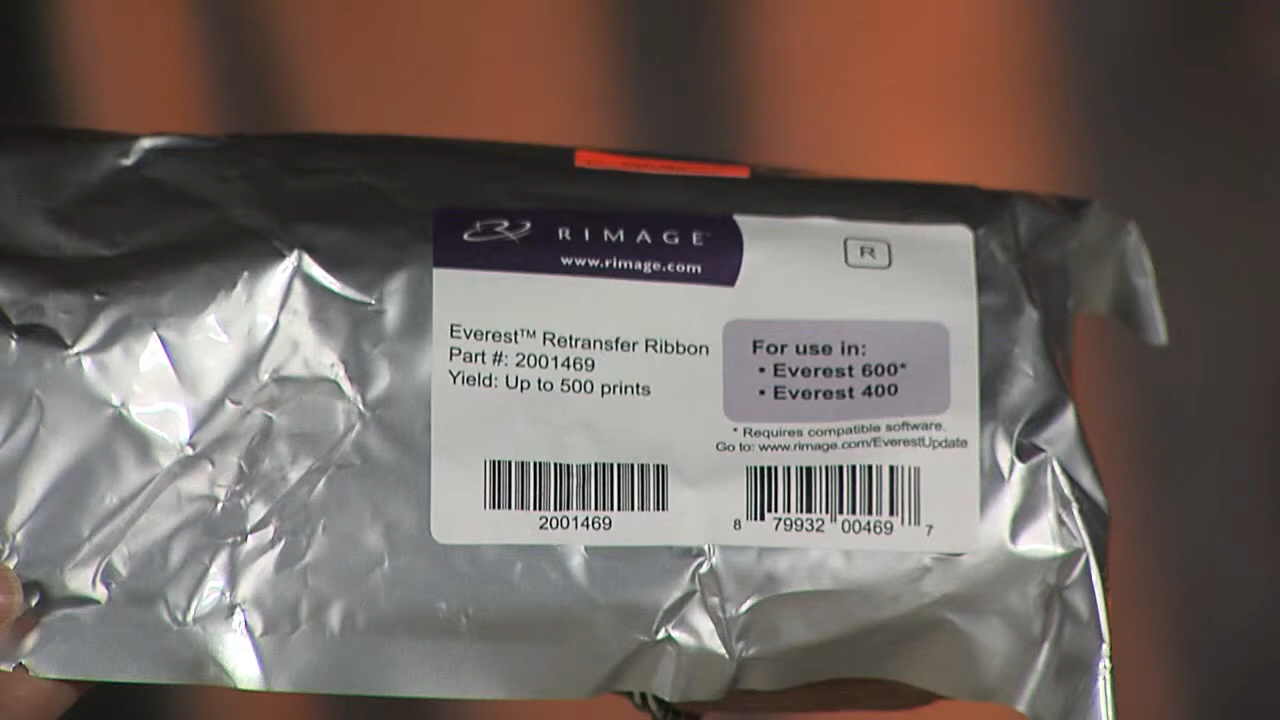 RIMAGE
www.rimage.com
R
Everest™ Retransfer Ribbon
Part #: 2001469
Yield: Up to 500 prints
For use in:
• Everest 600*
• Everest 400
* Requires compatible software.
Go to: www.rimage.com/EverestUpdate
2001469
8 79932 00469 7